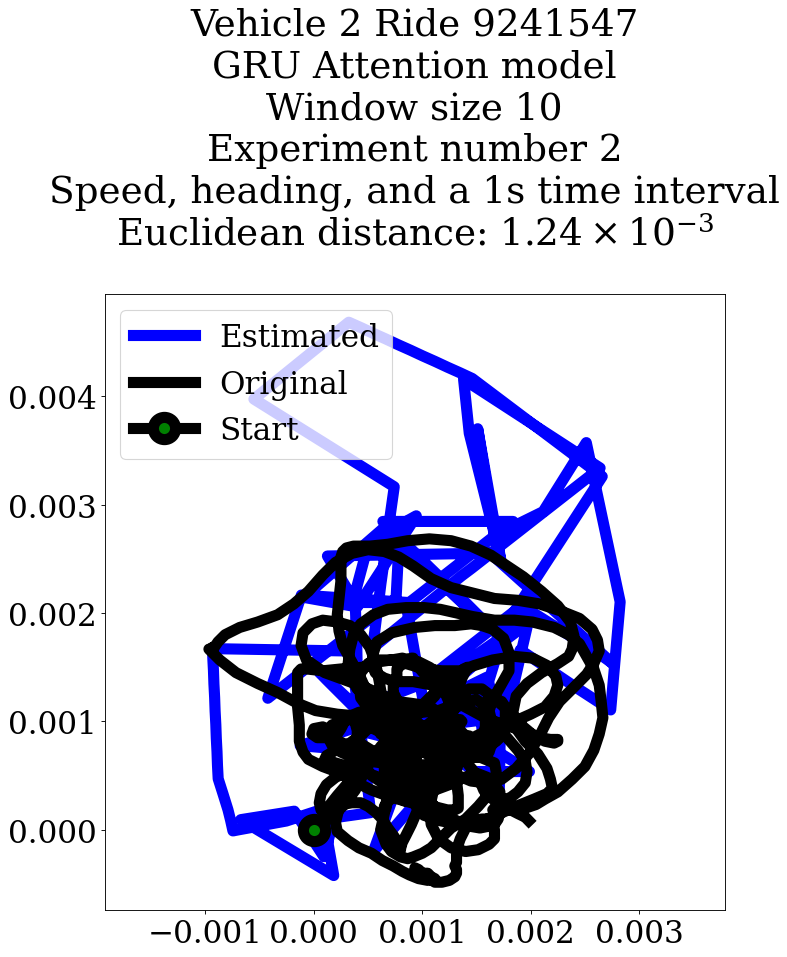 Vehicle 2 Ride 9241547
GRU Attention model
Window size 10
Experiment number 2
Speed, heading, and a 1s time interval
Euclidean distance: 1.24 × 10⁻³
Estimated
Original
Start
0.004
0.003
0.002
0.001
0.000
−0.001 0.000 0.001 0.002 0.003